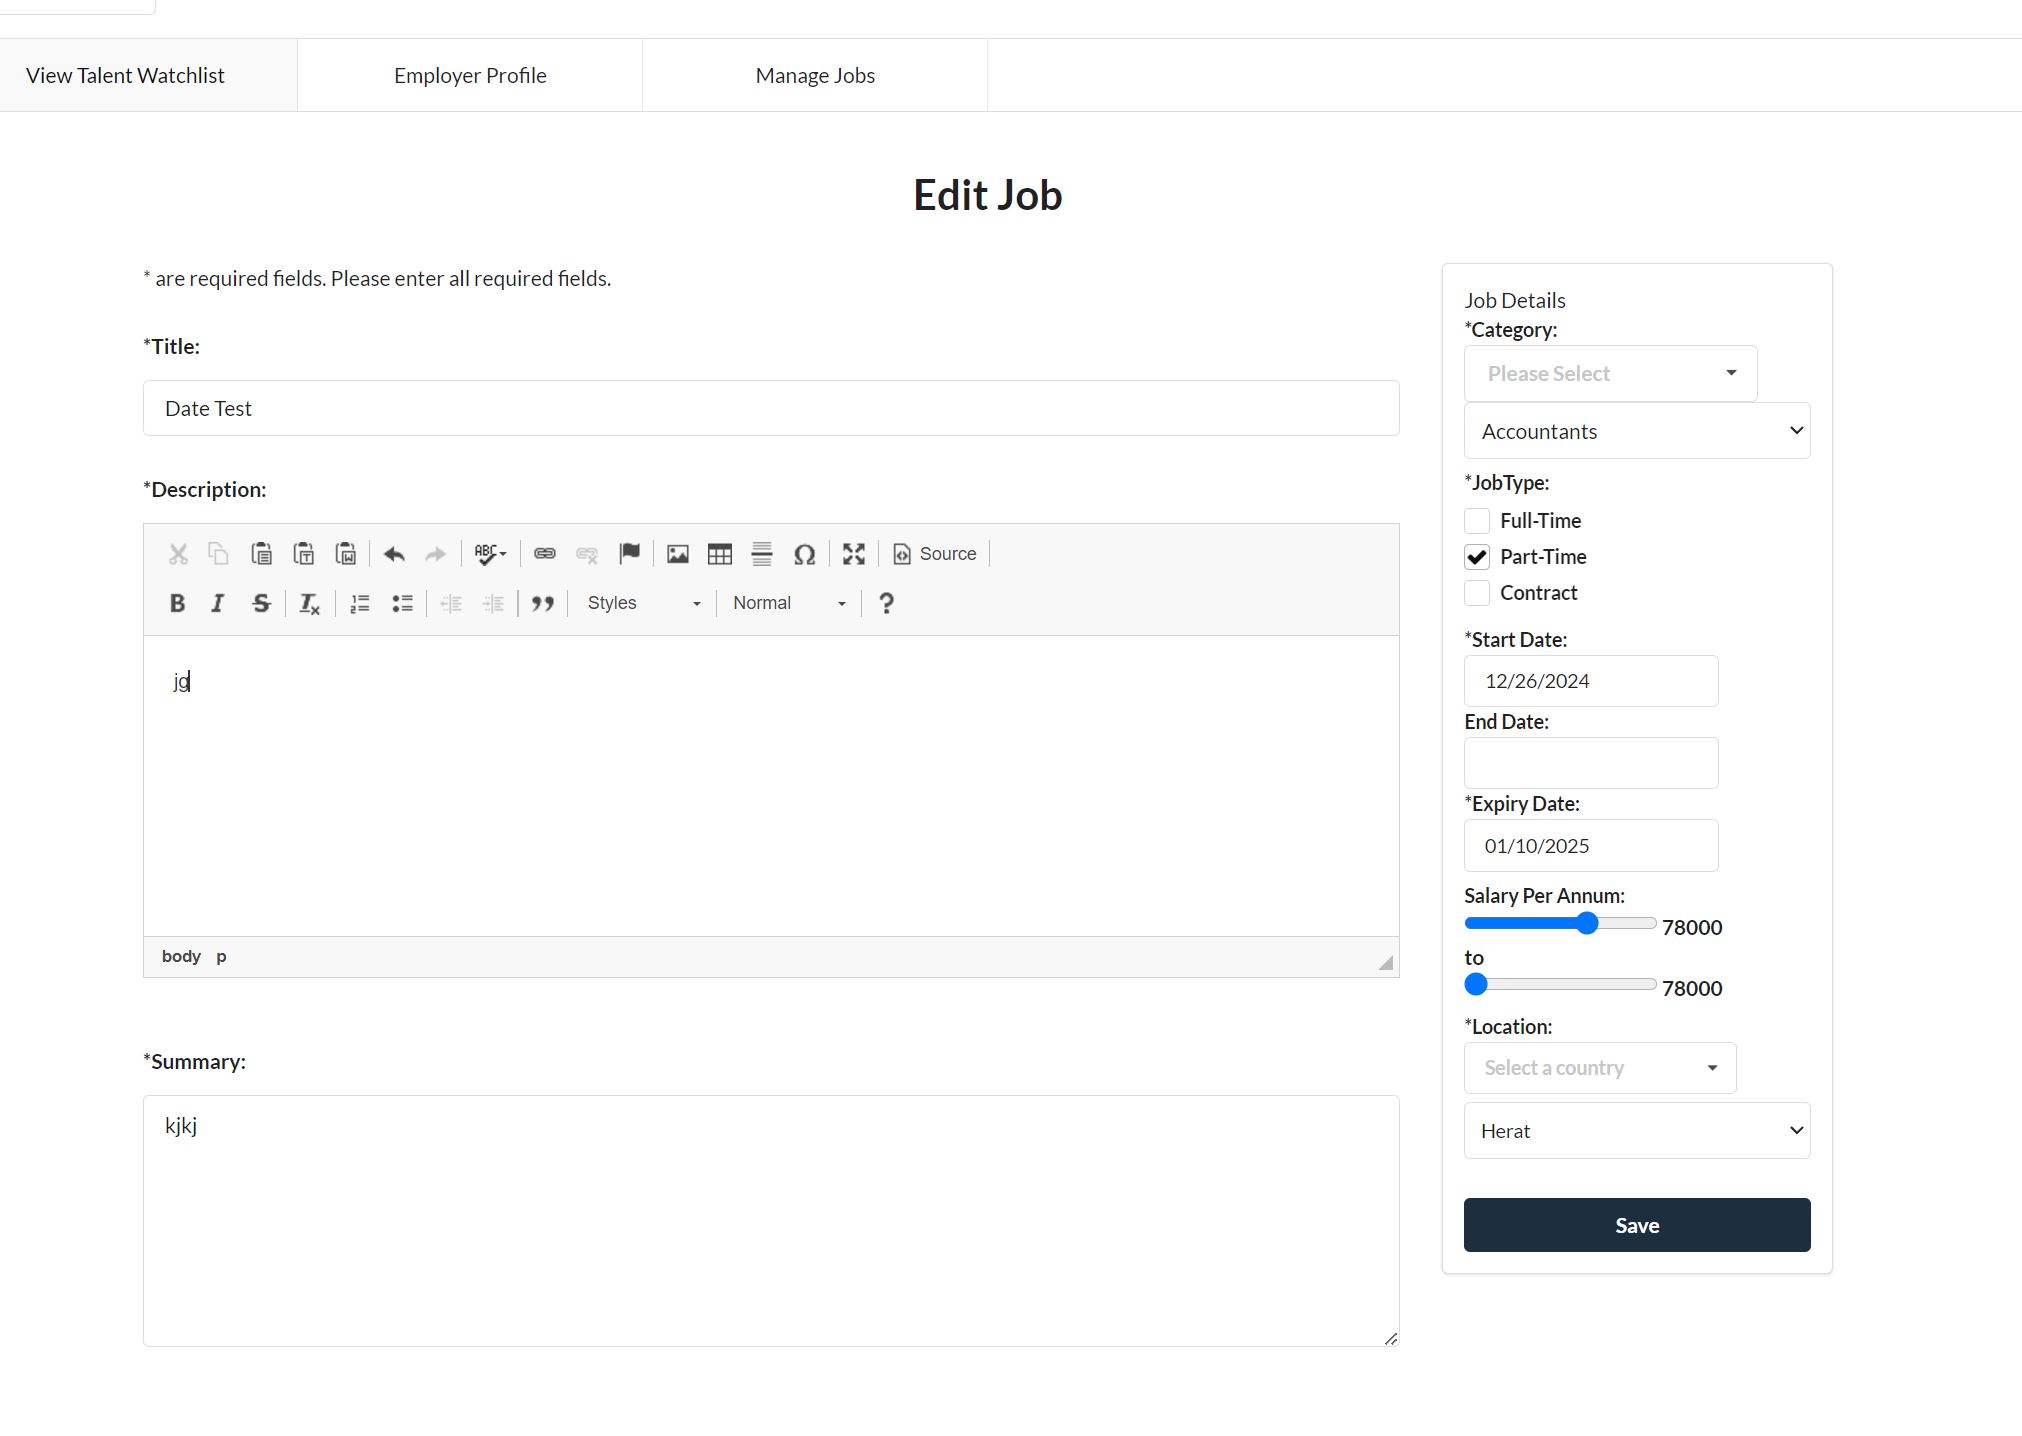 View Talent Watchlist
Employer Profile
Manage Jobs
Edit Job
* are required fields. Please enter all required fields.
*Title:
Date Test
*Description:
ABC
Source
Styles
Normal
?
jg
body p
*Summary:
kjkj
Job Details
*Category:
Please Select
Accountants
*JobType:
Full-Time
Part-Time
Contract
*Start Date:
12/26/2024
End Date:
*Expiry Date:
01/10/2025
Salary Per Annum:
78000
to
78000
*Location:
Select a country
Herat
Save